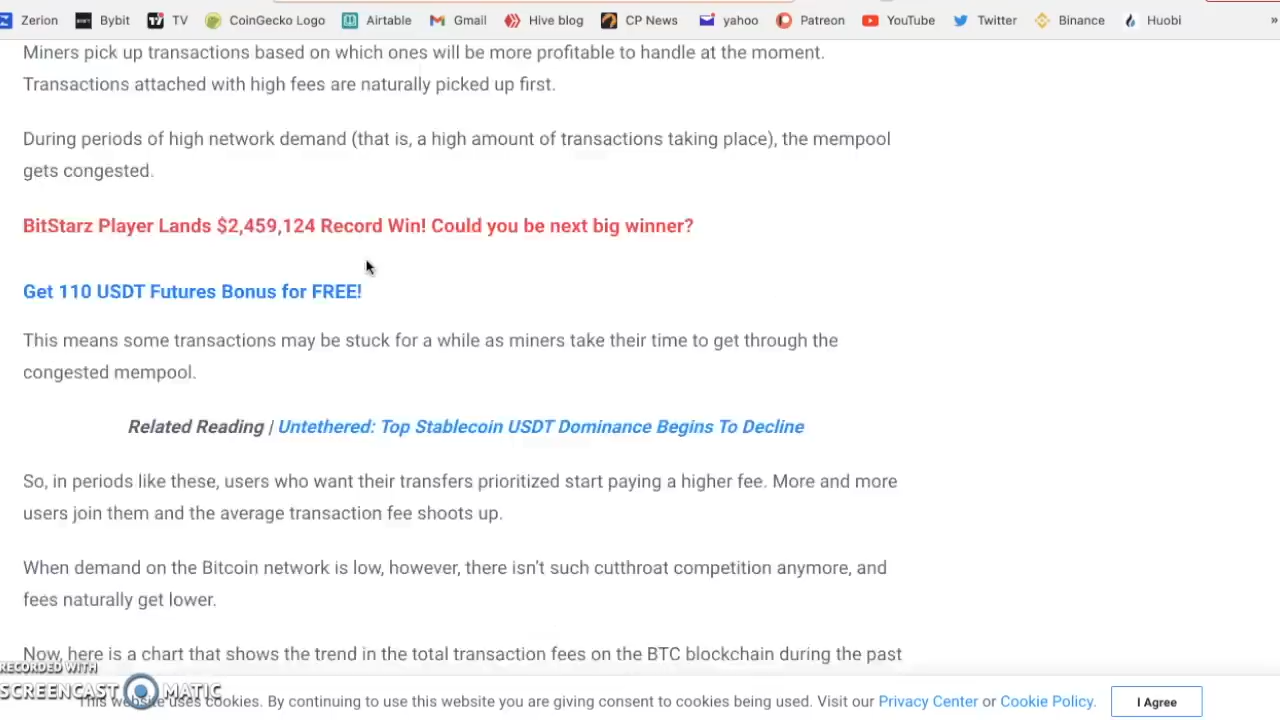 Zerion Bybit TV CoinGecko Logo Airtable Gmail Hive blog CP News yahoo Patreon YouTube Twitter Binance Huobi »
Miners pick up transactions based on which ones will be more profitable to handle at the moment.
Transactions attached with high fees are naturally picked up first.
During periods of high network demand (that is, a high amount of transactions taking place), the mempool
gets congested.
BitStarz Player Lands $2,459,124 Record Win! Could you be next big winner?
Get 110 USDT Futures Bonus for FREE!
This means some transactions may be stuck for a while as miners take their time to get through the
congested mempool.
Related Reading | Untethered: Top Stablecoin USDT Dominance Begins To Decline
So, in periods like these, users who want their transfers prioritized start paying a higher fee. More and more
users join them and the average transaction fee shoots up.
When demand on the Bitcoin network is low, however, there isn't such cutthroat competition anymore, and
fees naturally get lower.
Now, here is a chart that shows the trend in the total transaction fees on the BTC blockchain during the past
RECORDED WITH
SCREENCAST MATIC
This website uses cookies. By continuing to use this website you are giving consent to cookies being used. Visit our Privacy Center or Cookie Policy. I Agree